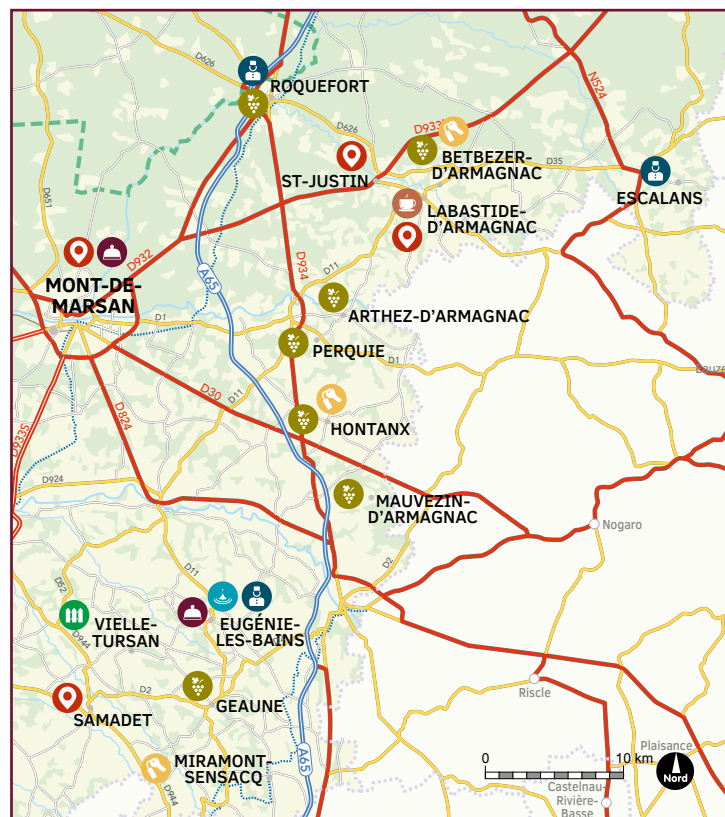 D626
ROQUEFORT
N524
D626
D933
BETBEZER-
D'ARMAGNAC
D35
ST-JUSTIN
D651
ESCALANS
LABASTIDE-
D'ARMAGNAC
D932
MONT-DE-
MARSAN
A65
D934
D11
ARTHEZ-D'ARMAGNAC
D1
PERQUIE
D1
D30
D11
HONTANX
D824
D933S
D924
MAUVEZIN-
D'ARMAGNAC
Nogaro
D2
D11
D52
VIELLE-
TURSAN
EUGÉNIE-
LES-BAINS
D944
D2
GEAUNE
SAMADET
Riscle
MIRAMONT-
SENSACQ
A65
D944
0
10 km
Plaisance
Nord
Castelnau-
Rivière-
Basse